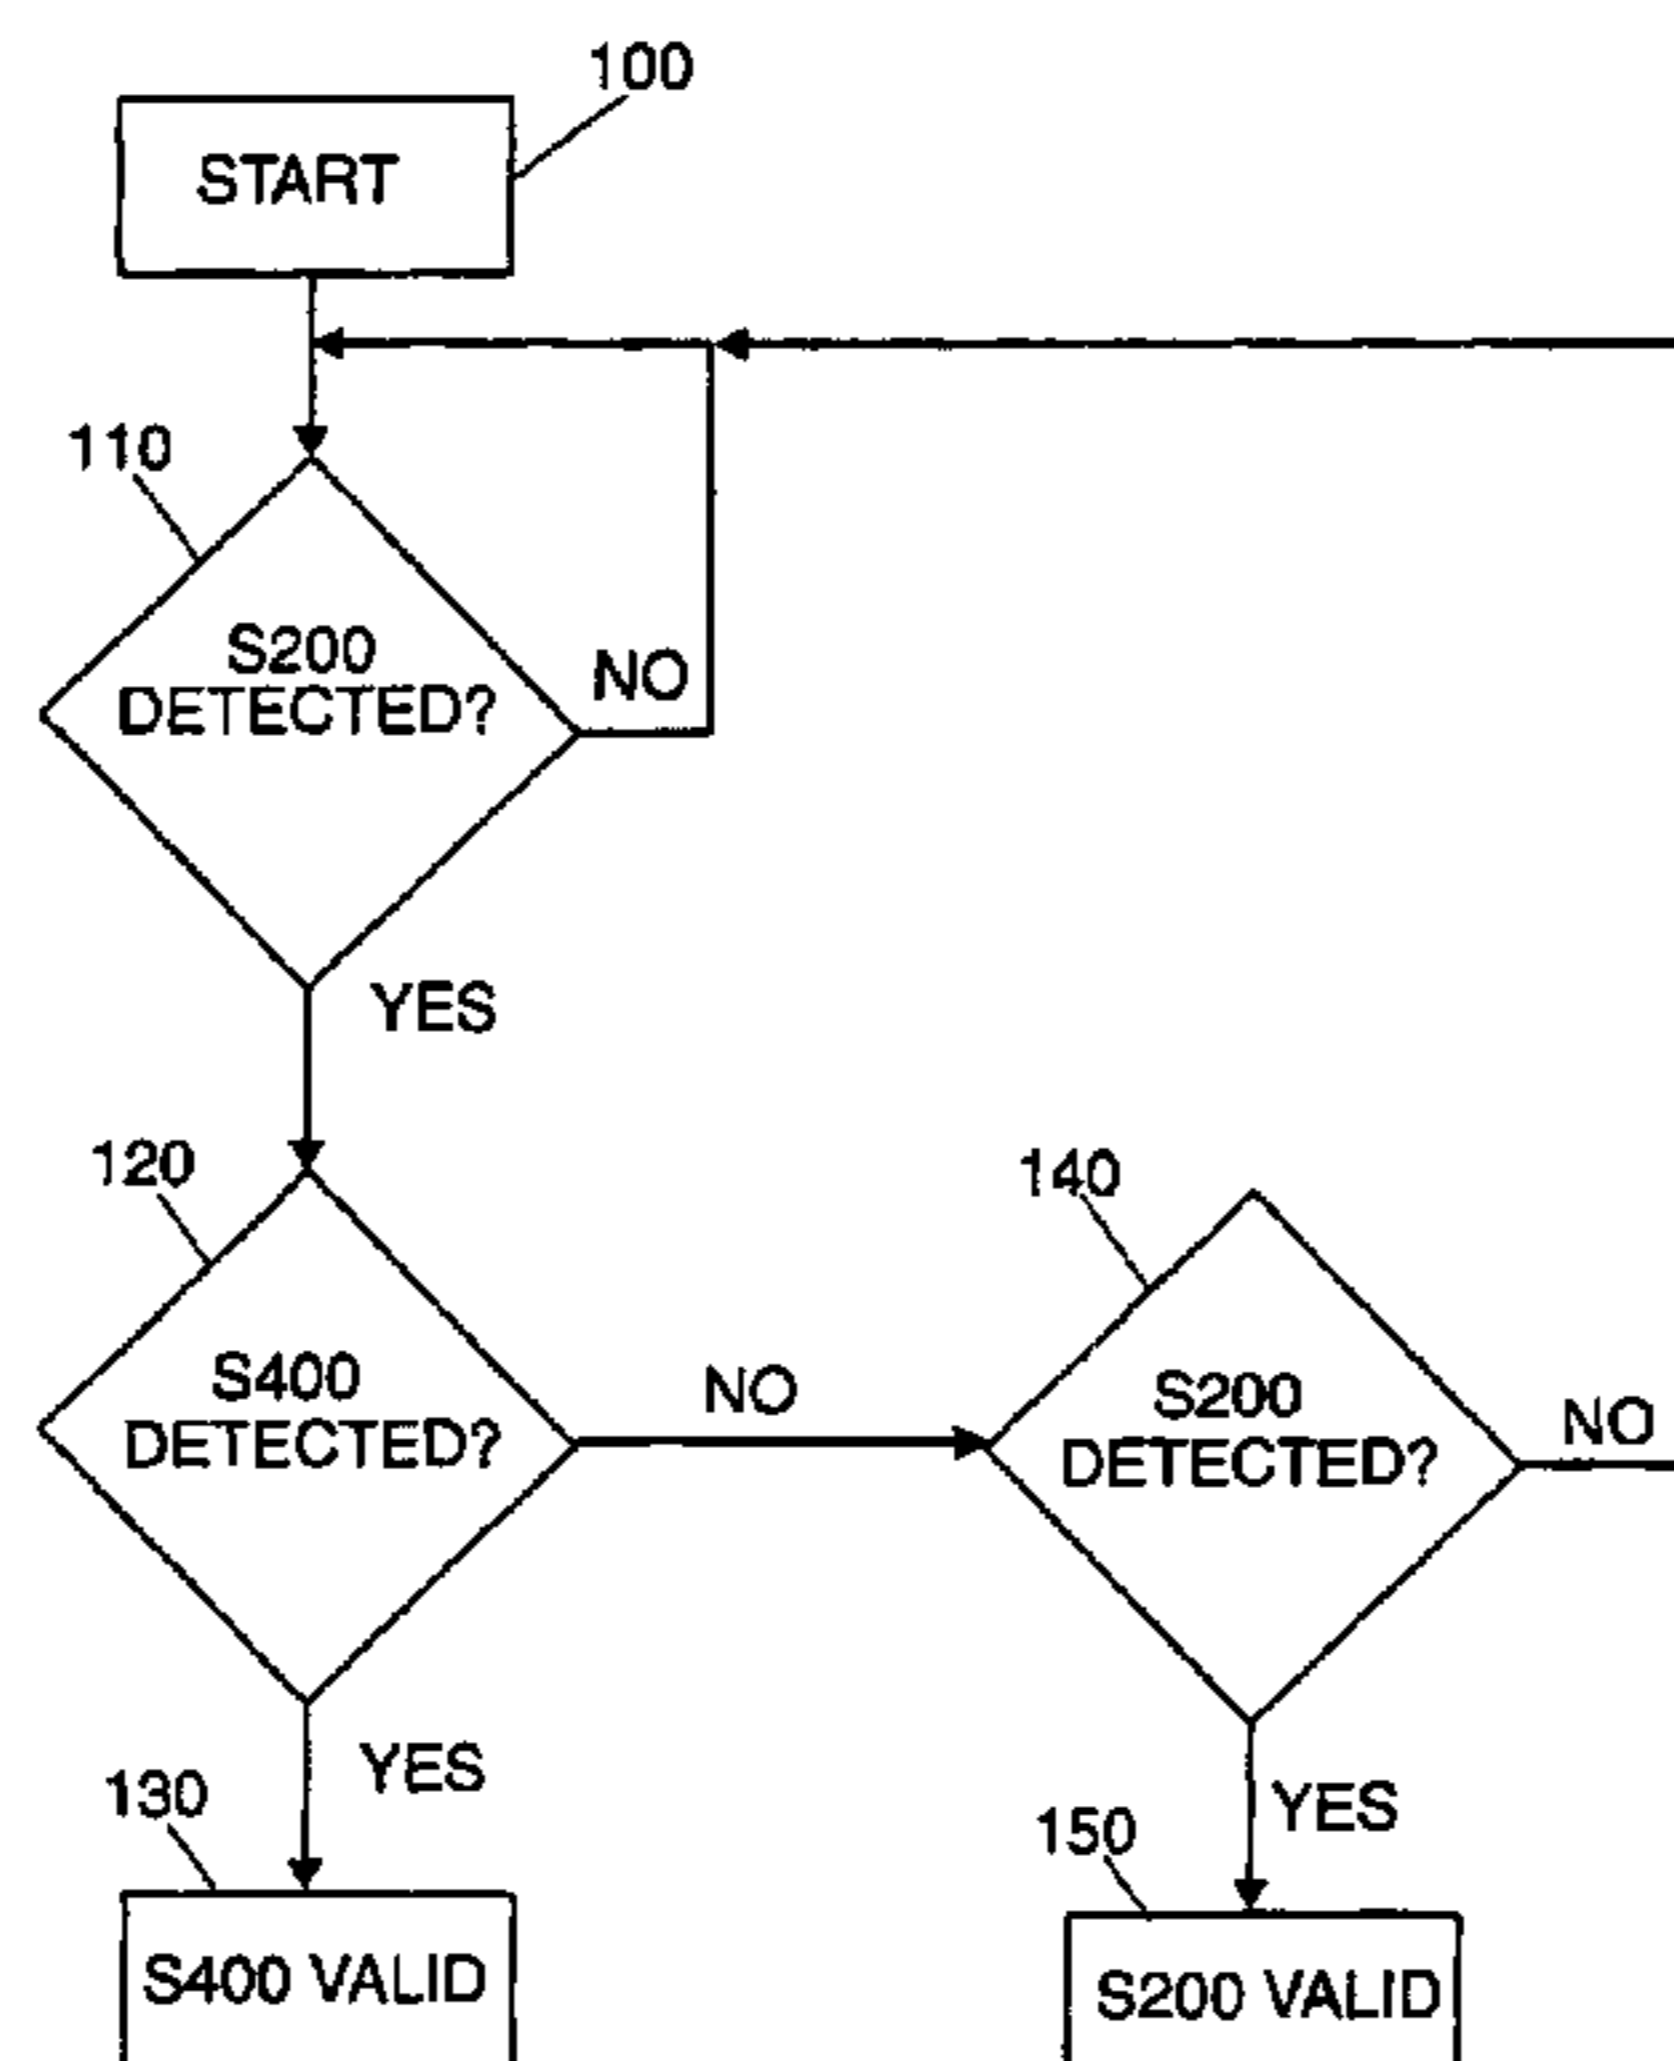 100
START
110
S200
DETECTED?
NO
YES
120
S400
DETECTED?
NO
140
S200
DETECTED?
NO
YES
130
S400 VALID
YES
150
S200 VALID